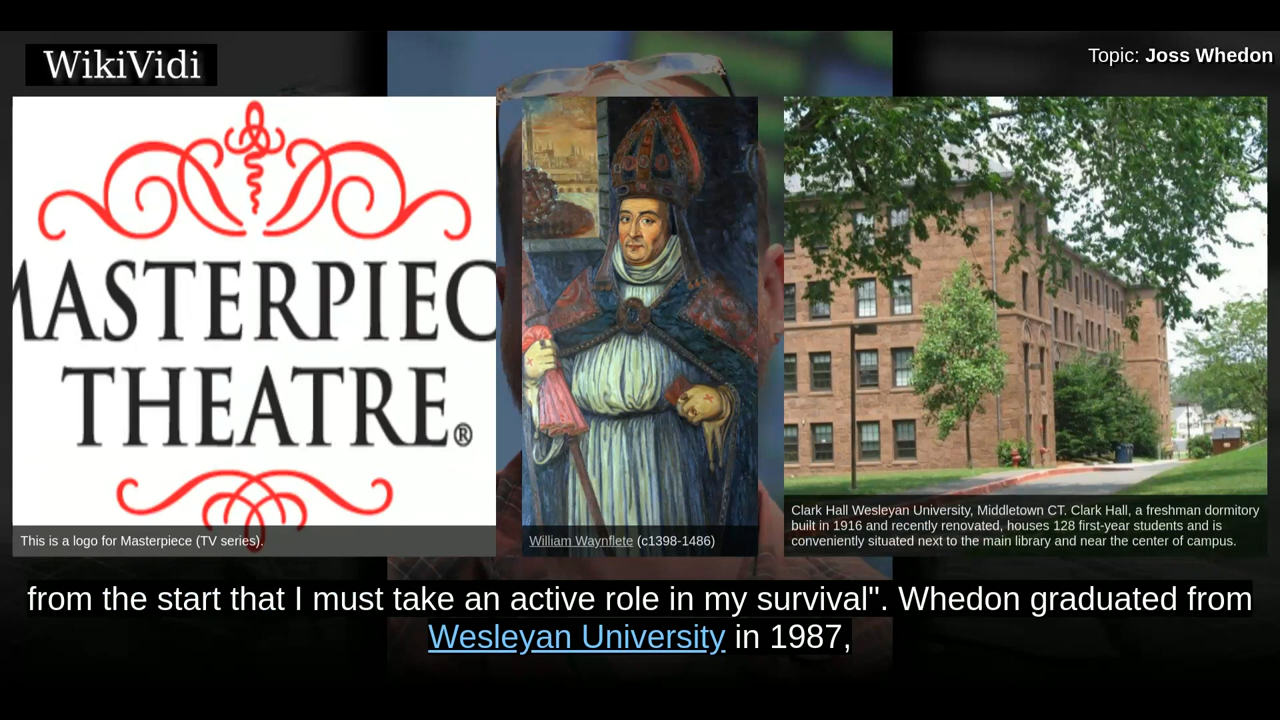 WikiVidi
Topic: Joss Whedon
MASTERPIEC
THEATRE®
This is a logo for Masterpiece (TV series).
William Waynflete (c1398-1486)
Clark Hall Wesleyan University, Middletown CT. Clark Hall, a freshman dormitory
built in 1916 and recently renovated, houses 128 first-year students and is
conveniently situated next to the main library and near the center of campus.
from the start that I must take an active role in my survival". Whedon graduated from
Wesleyan University in 1987,